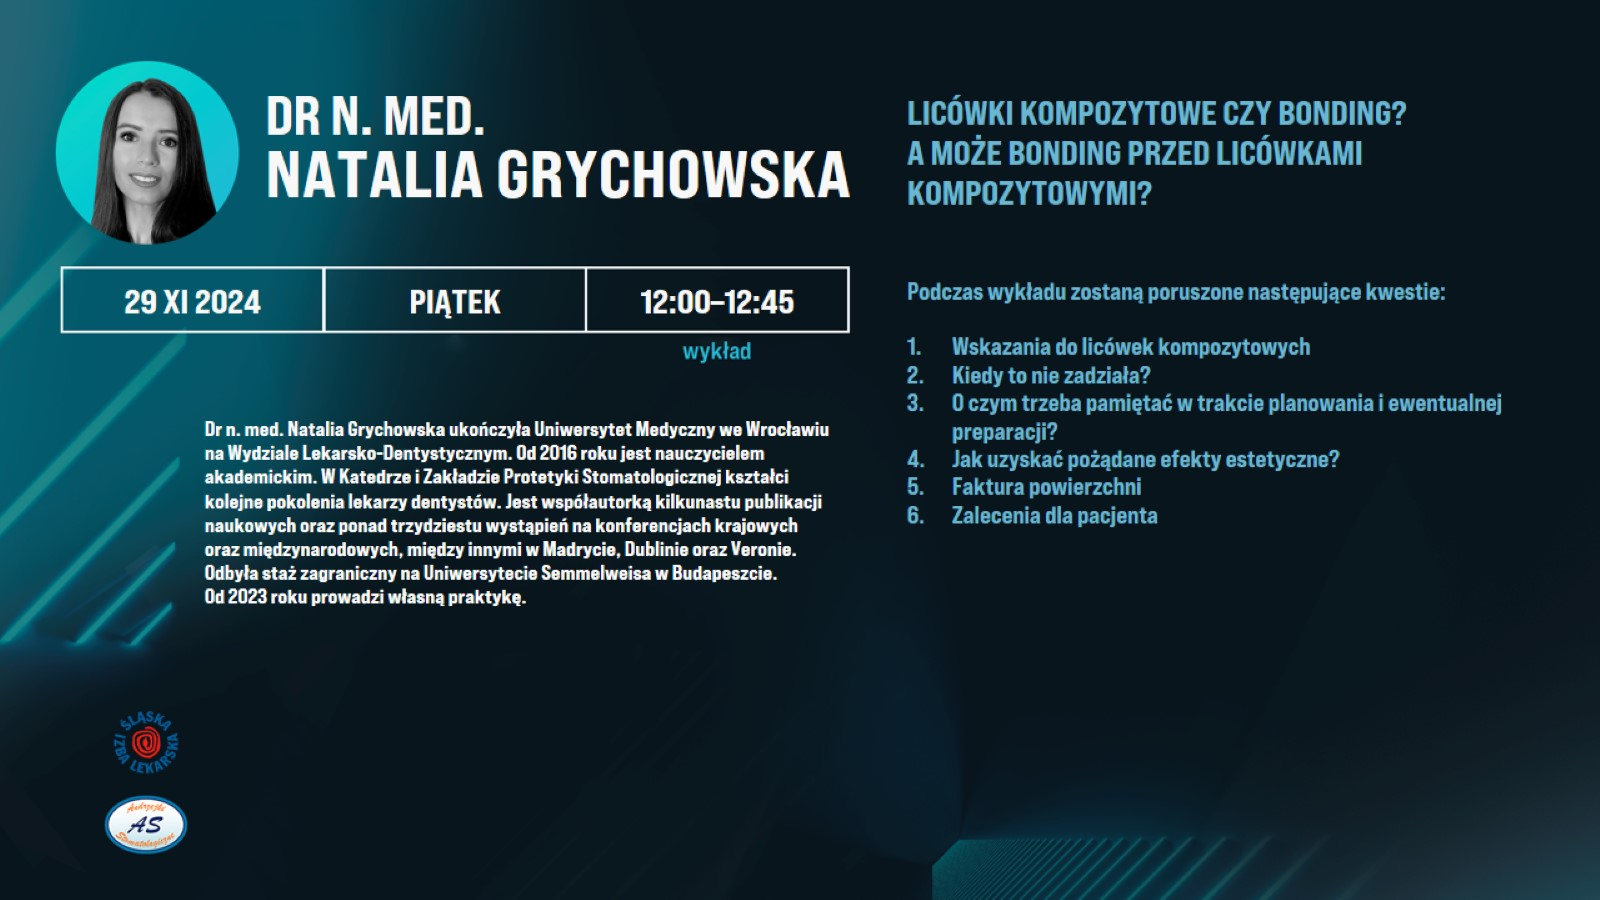 DR N. MED.
NATALIA GRYCHOWSKA
29 XI 2024
PIĄTEK
12:00–12:45
wykład
Dr n. med. Natalia Grychowska ukończyła Uniwersytet Medyczny we Wrocławiu
na Wydziale Lekarsko-Dentystycznym. Od 2016 roku jest nauczycielem
akademickim. W Katedrze i Zakładzie Protetyki Stomatologicznej kształci
kolejne pokolenia lekarzy dentystów. Jest współautorką kilkunastu publikacji
naukowych oraz ponad trzydziestu wystąpień na konferencjach krajowych
oraz międzynarodowych, między innymi w Madrycie, Dublinie oraz Veronie.
Odbyła staż zagraniczny na Uniwersytecie Semmelweisa w Budapeszcie.
Od 2023 roku prowadzi własną praktykę.
ŚLĄSKA
IZBA LEKARSKA
Andrzejki
AS
Stomatologiczne
LICÓWKI KOMPOZYTOWE CZY BONDING?
A MOŻE BONDING PRZED LICÓWKAMI
KOMPOZYTOWYMI?
Podczas wykładu zostaną poruszone następujące kwestie:
1. Wskazania do licówek kompozytowych
2. Kiedy to nie zadziała?
3. O czym trzeba pamiętać w trakcie planowania i ewentualnej
preparacji?
4. Jak uzyskać pożądane efekty estetyczne?
5. Faktura powierzchni
6. Zalecenia dla pacjenta